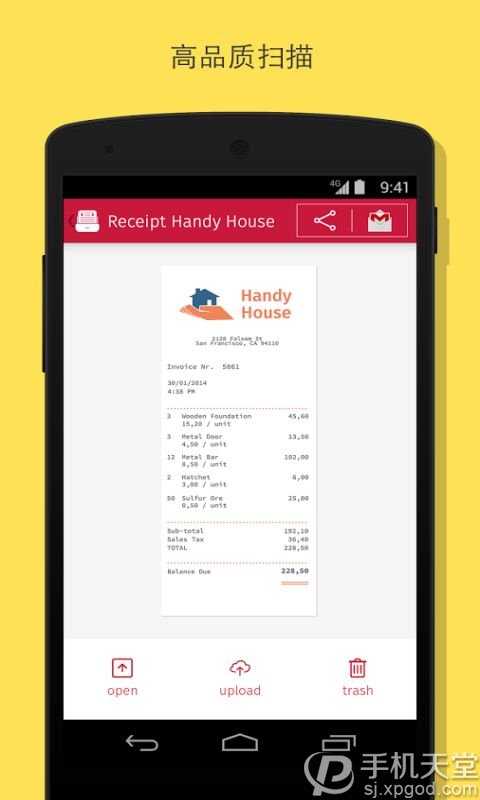 高品质扫描
4G 9:41
Receipt Handy House
Handy
House
2128 Folsom St
San Francisco, CA 94110
Invoice Nr. 5861
30/01/2014
4:38 PM
3 Wooden Foundation 45,60
15,20 / unit
3 Metal Door 13,50
4,50 / unit
12 Metal Bar 102,00
8,50 / unit
2 Hatchet 6,00
3,00 / unit
50 Sulfur Ore 25,00
0,50 / unit
Sub-total 192,10
Sales Tax 36,40
TOTAL 228,50
Balance Due 228,50
open upload trash
手机天堂
sj.xpgod.com